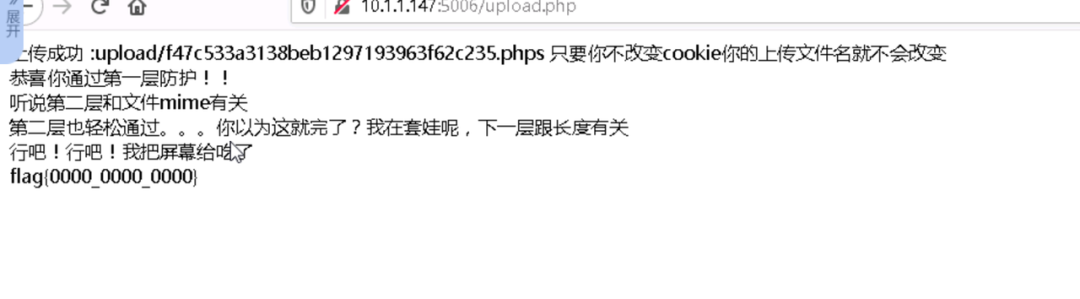 展开
10.1.1.147:5006/upload.php
上传成功 :upload/f47c533a3138beb1297193963f62c235.phps 只要你不改变cookie你的上传文件名就不会改变
恭喜你通过第一层防护！！
听说第二层和文件mime有关
第二层也轻松通过。。。你以为这就完了？我在套娃呢，下一层跟长度有关
行吧！行吧！我把屏幕给吃了
flag{0000_0000_0000}